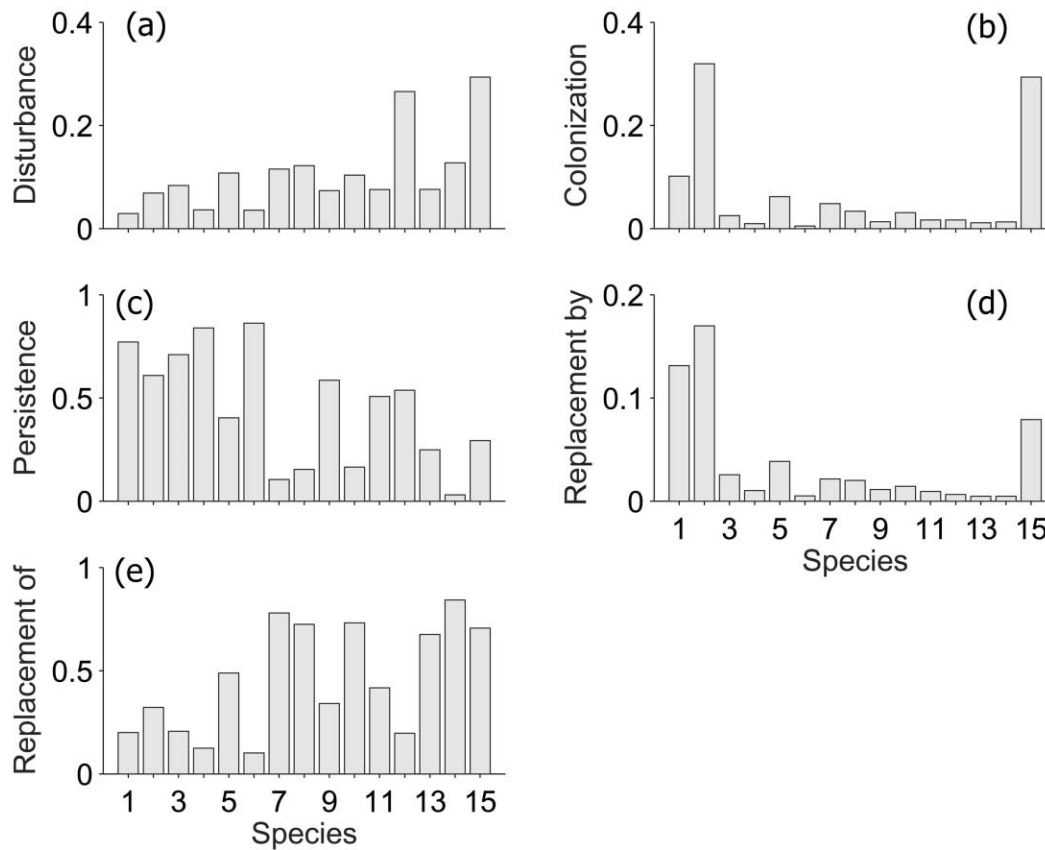 (a)
Disturbance
0.4
0.2
0
(b)
Colonization
0.4
0.2
0
(c)
Persistence
1
0.5
0
(d)
Replacement by
0.2
0.1
0
1 3 5 7 9 11 13 15
Species
(e)
Replacement of
1
0.5
0
1 3 5 7 9 11 13 15
Species